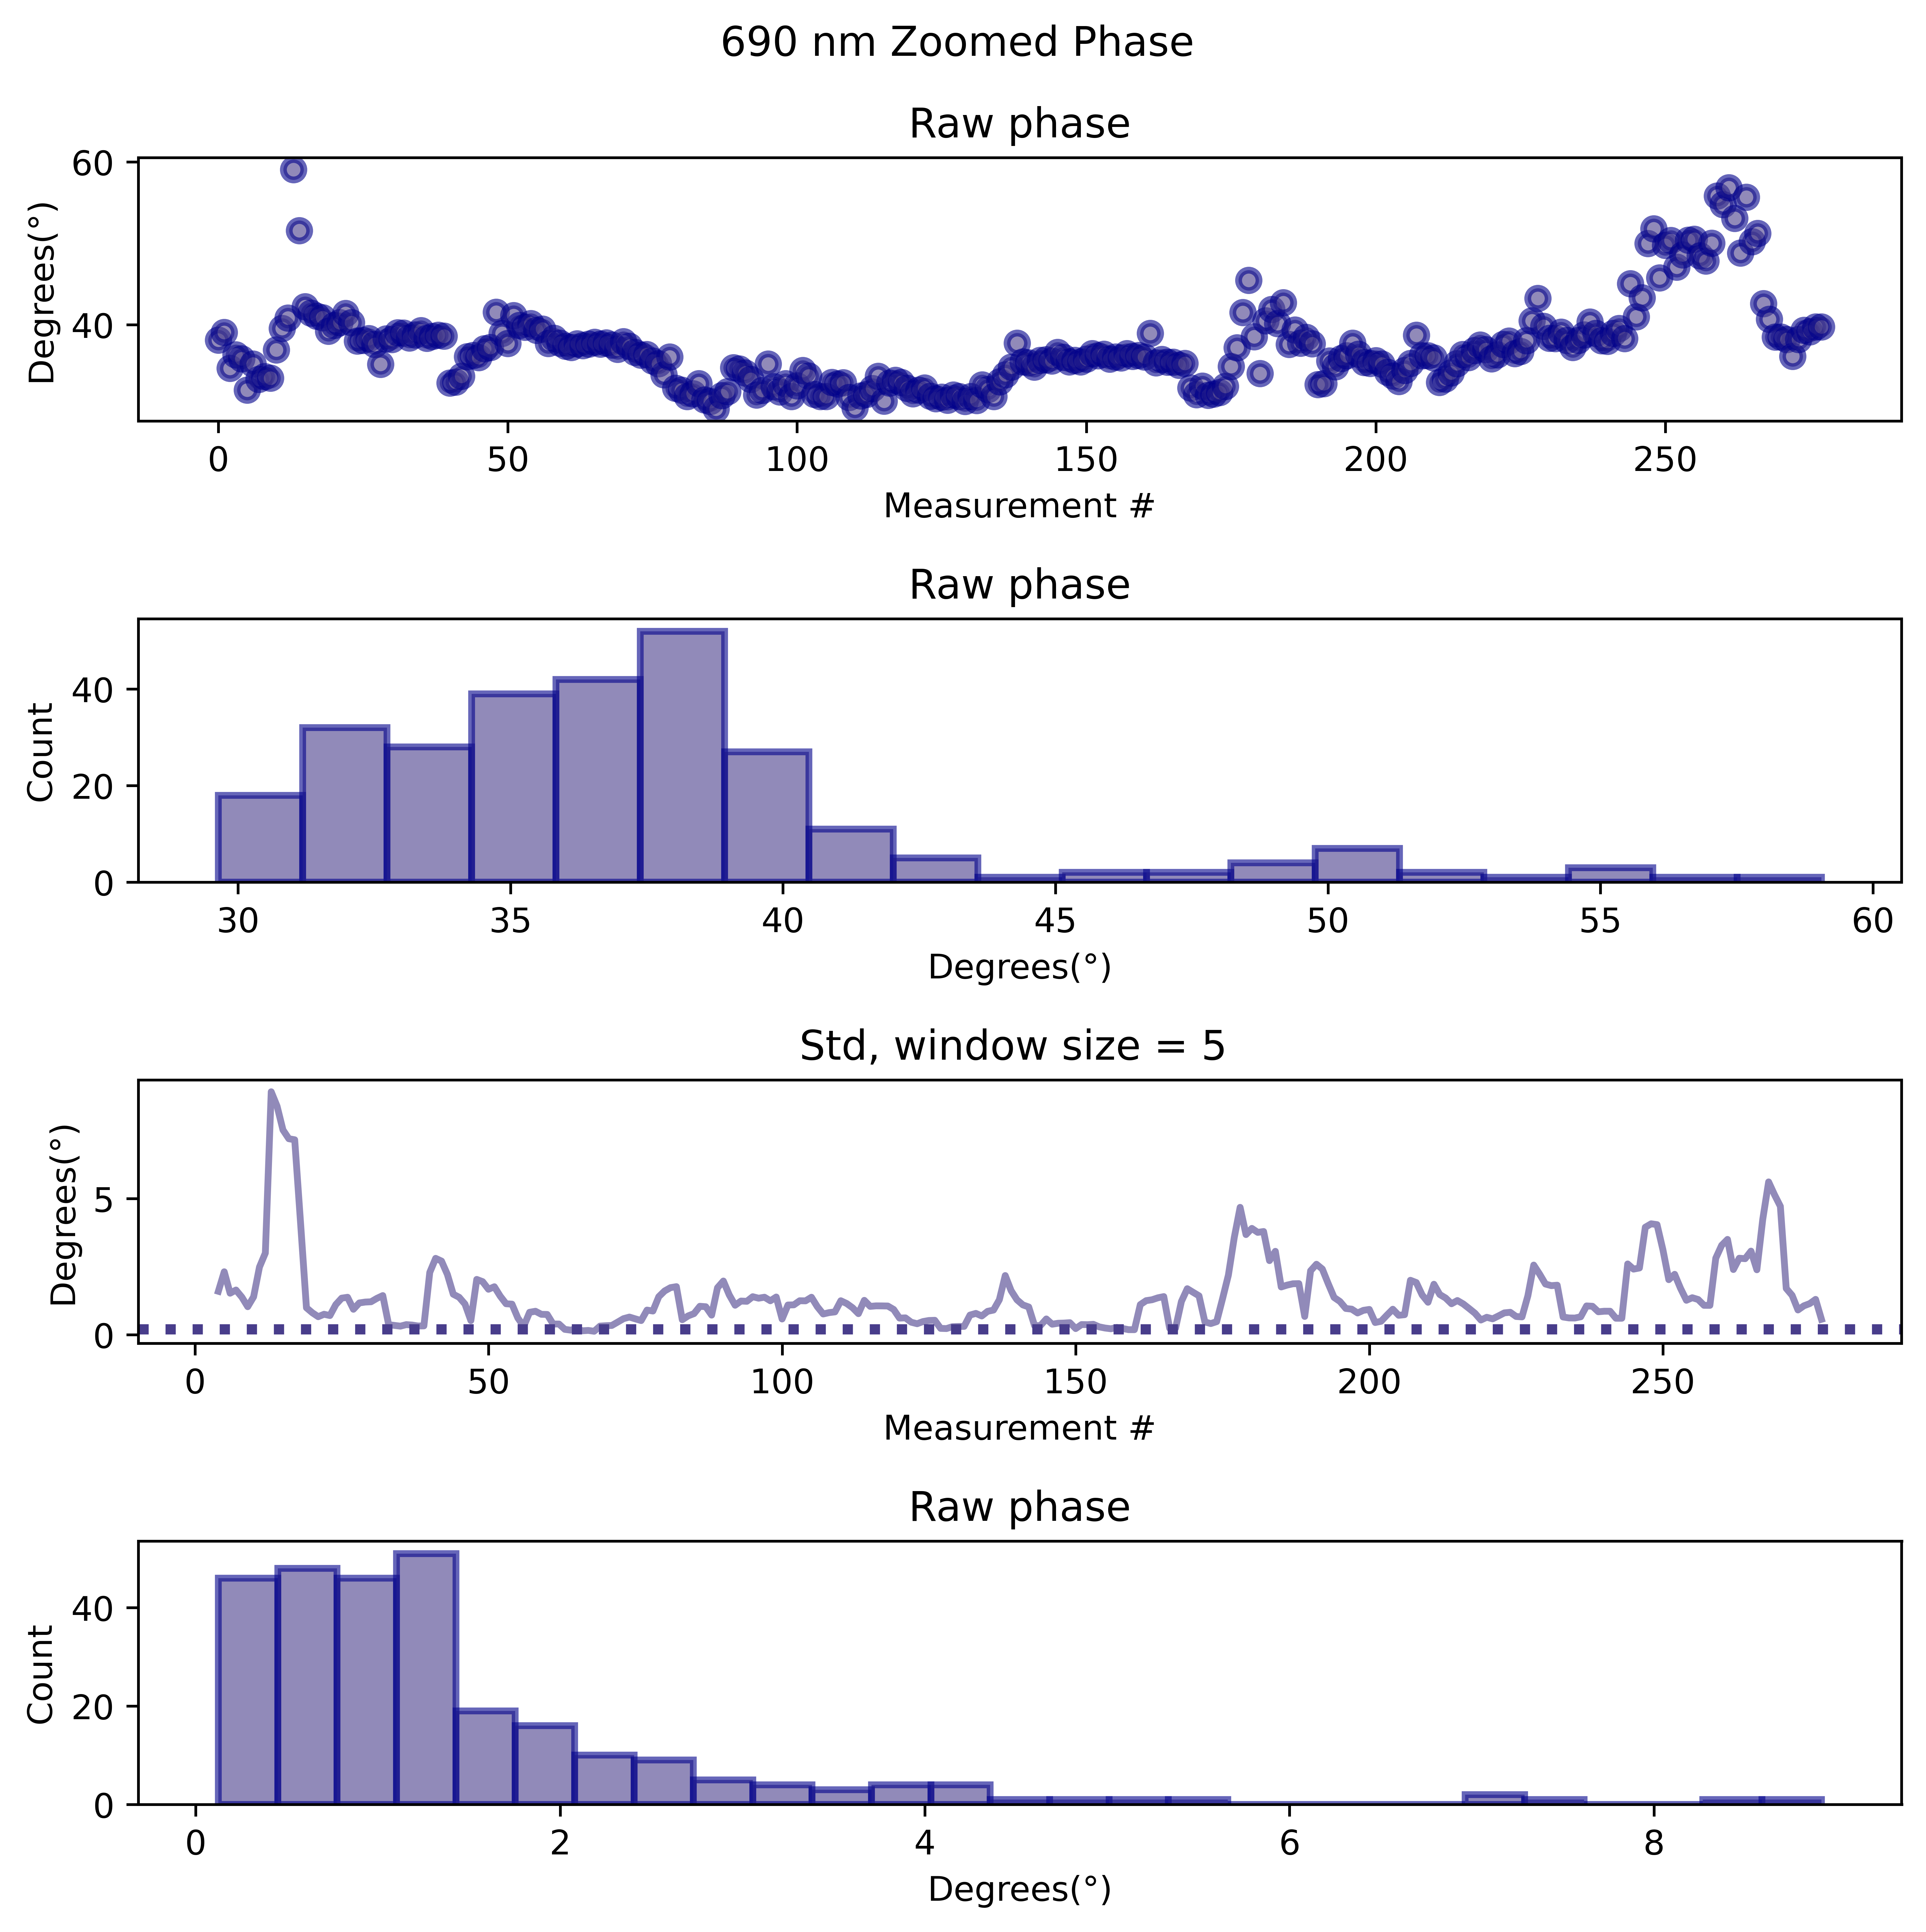 690 nm Zoomed Phase
Raw phase
Degrees(°)
60
40
0 50 100 150 200 250
Measurement #
Raw phase
Count
40
20
0
30 35 40 45 50 55 60
Degrees(°)
Std, window size = 5
Degrees(°)
5
0
0 50 100 150 200 250
Measurement #
Raw phase
Count
40
20
0
0 2 4 6 8
Degrees(°)